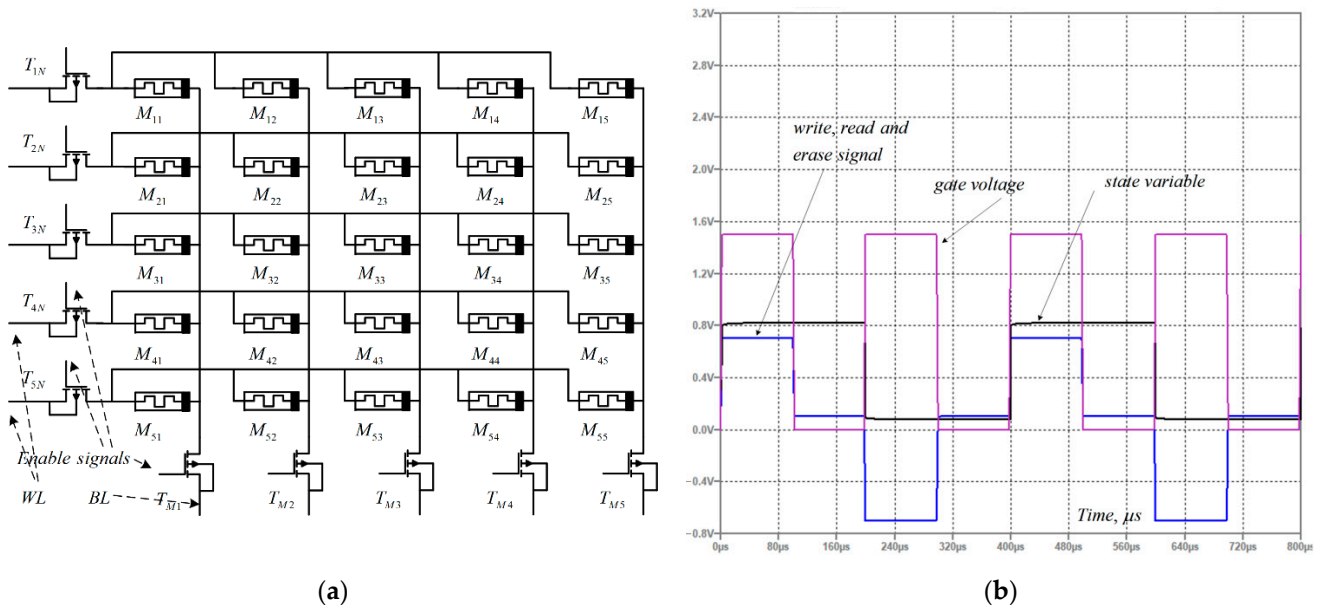 T1N
M11 M12 M13 M14 M15
T2N
M21 M22 M23 M24 M25
T3N
M31 M32 M33 M34 M35
T4N
M41 M42 M43 M44 M45
T5N
M51 M52 M53 M54 M55
Enable signals
WL BL TM1 TM2 TM3 TM4 TM5
(a)
3.2V
2.8V
2.4V
2.0V
1.6V
1.2V
0.8V
0.4V
0.0V
-0.4V
-0.8V
write, read and
erase signal
gate voltage
state variable
Time, µs
0µs 80µs 160µs 240µs 320µs 400µs 480µs 560µs 640µs 720µs 800µs
(b)